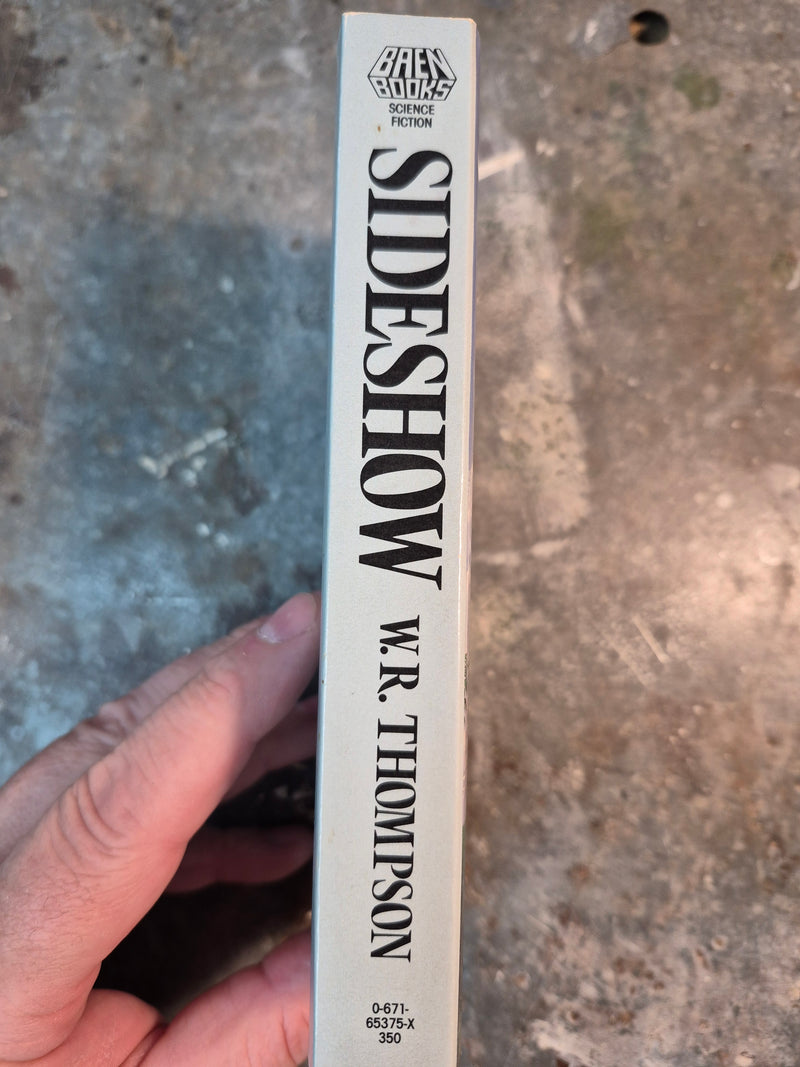 BAEN
BOOKS
SCIENCE
FICTION
SIDESHOW W.R. THOMPSON
0-671-
65375-X
350